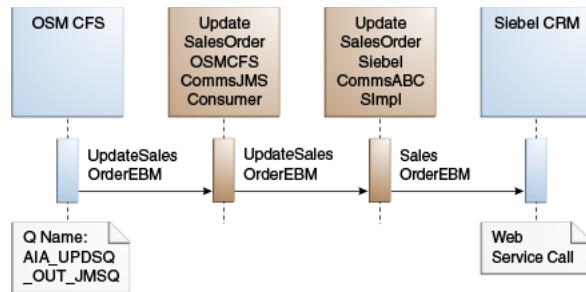 OSM CFS
Update
SalesOrder
OSMCFS
CommsJMS
Consumer
Update
SalesOrder
Siebel
CommsABC
SImpl
Siebel CRM
UpdateSales
OrderEBM
UpdateSales
OrderEBM
Sales
OrderEBM
Q Name:
AIA_UPDSQ
_OUT_JMSQ
Web
Service Call